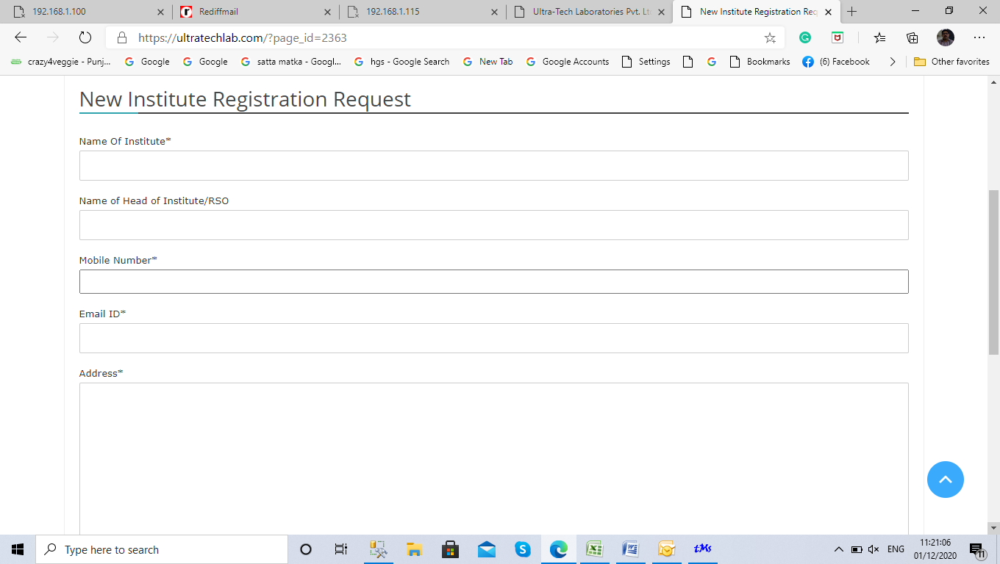 192.168.1.100
Rediffmail
192.168.1.115
Ultra-Tech Laboratories Pvt. Lt
New Institute Registration Req
https://ultratechlab.com/?page_id=2363
crazy4veggie - Punj...
Google
Google
satta matka - Googl...
hgs - Google Search
New Tab
Google Accounts
Settings
Bookmarks
(6) Facebook
Other favorites
New Institute Registration Request
Name Of Institute*
Name of Head of Institute/RSO
Mobile Number*
Email ID*
Address*
Type here to search
tMs
ENG
11:21:06
01/12/2020
11